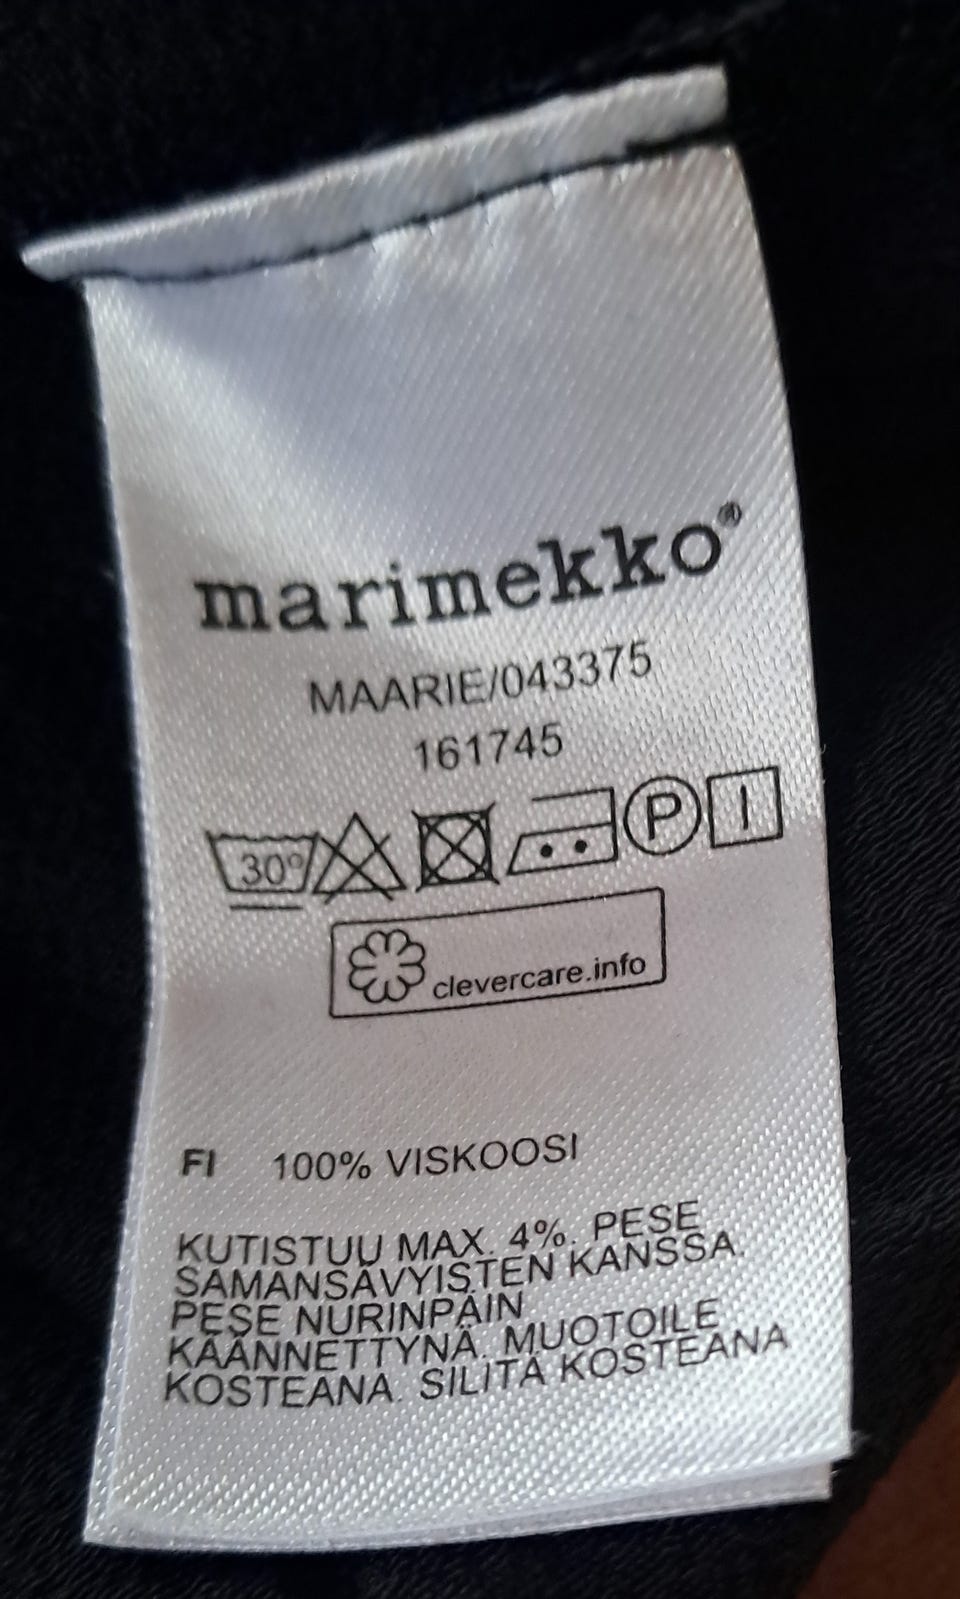 marimekko®
MAARIE/043375
161745
30° P I
clevercare.info
FI 100% VISKOOSI
KUTISTUU MAX. 4%. PESE
SAMANSÄVYISTEN KANSSA.
PESE NURINPÄIN
KÄÄNNETTYNÄ. MUOTOILE
KOSTEANA. SILITÄ KOSTEANA